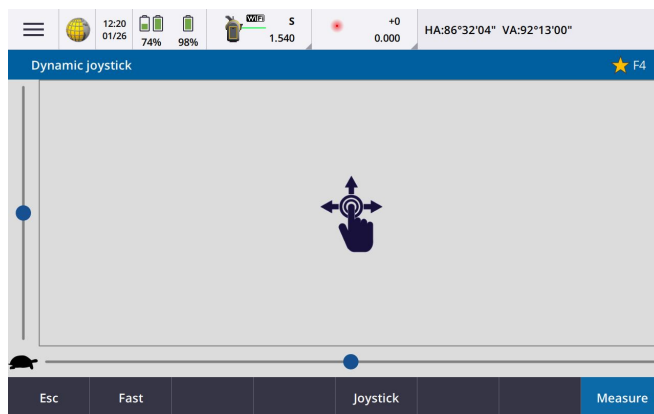 12:20
01/26
74%
98%
WIFI
S
1.540
+0
0.000
HA:86°32'04" VA:92°13'00"
Dynamic joystick
F4
Esc
Fast
Joystick
Measure